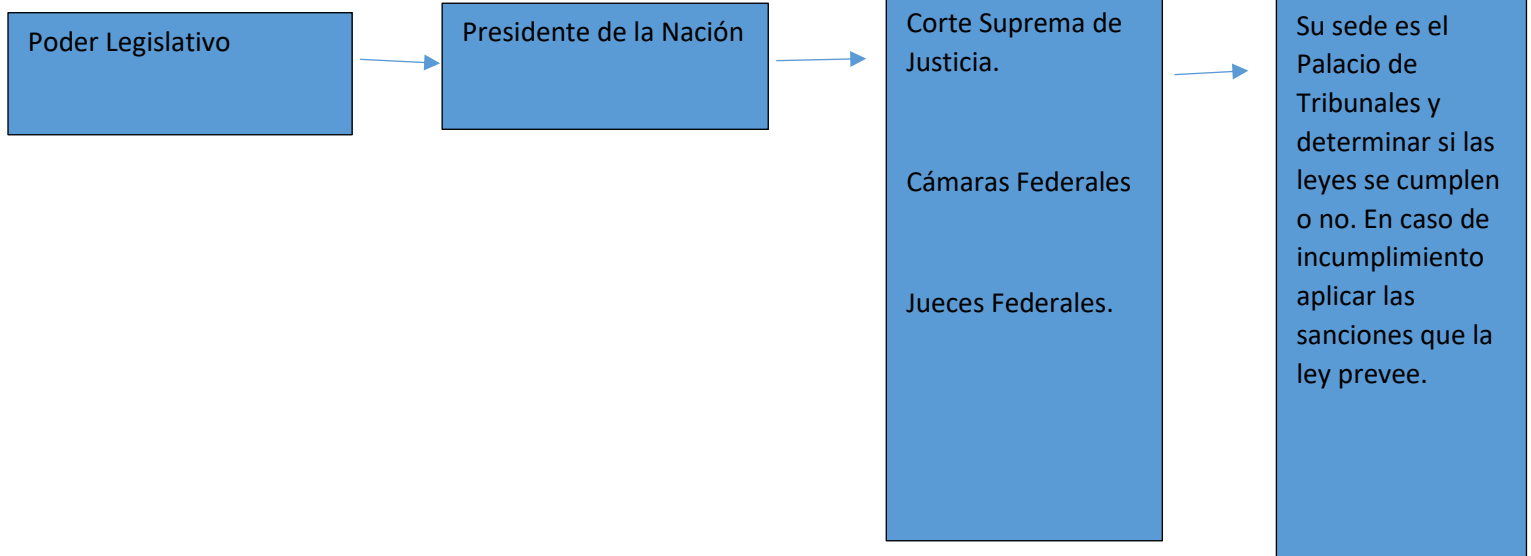 Poder Legislativo
Presidente de la Nación
Corte Suprema de
Justicia.
Cámaras Federales
Jueces Federales.
Su sede es el
Palacio de
Tribunales y
determinar si las
leyes se cumplen
o no. En caso de
incumplimiento
aplicar las
sanciones que la
ley prevee.